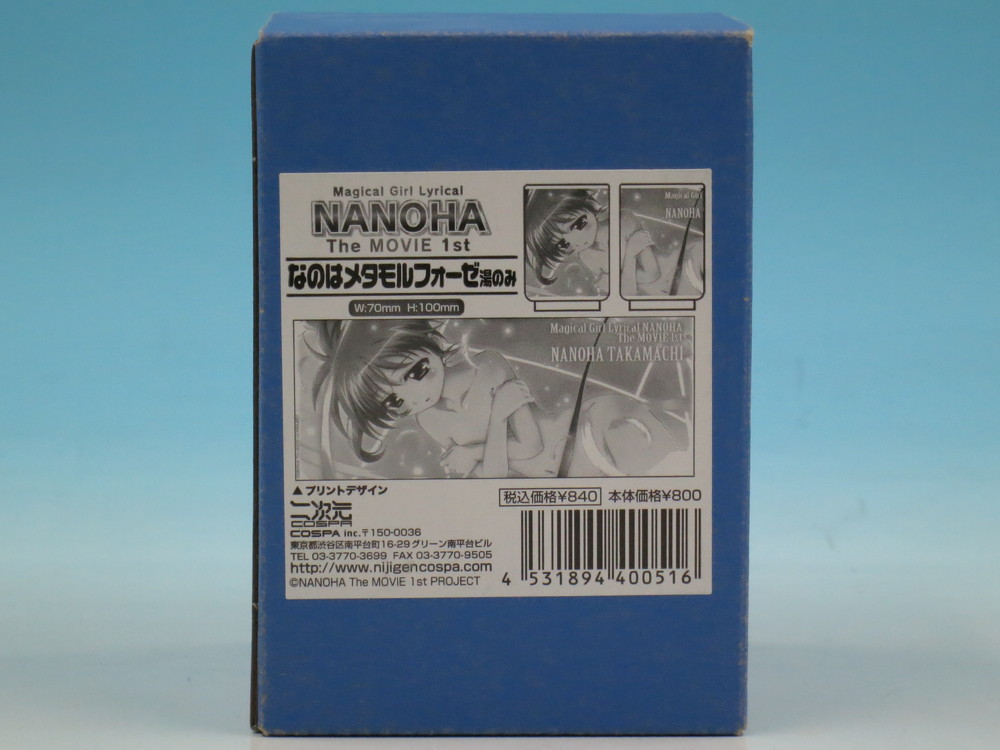 Magical Girl Lyrical
NANOHA
The MOVIE 1st
なのはメタモルフォーゼ湯のみ
W:70mm H:100mm
Magical Girl
NANOHA
Magical Girl Lyrical NANOHA
The MOVIE 1st
NANOHA TAKAMACHI
▲プリントデザイン
二次元
COSPA
COSPA inc.〒150-0036
東京都渋谷区南平台町16-29グリーン南平台ビル
TEL 03-3770-3699 FAX 03-3770-9505
http://www.nijigencospa.com
©NANOHA The MOVIE 1st PROJECT
税込価格¥840 本体価格¥800
4 531894 400516